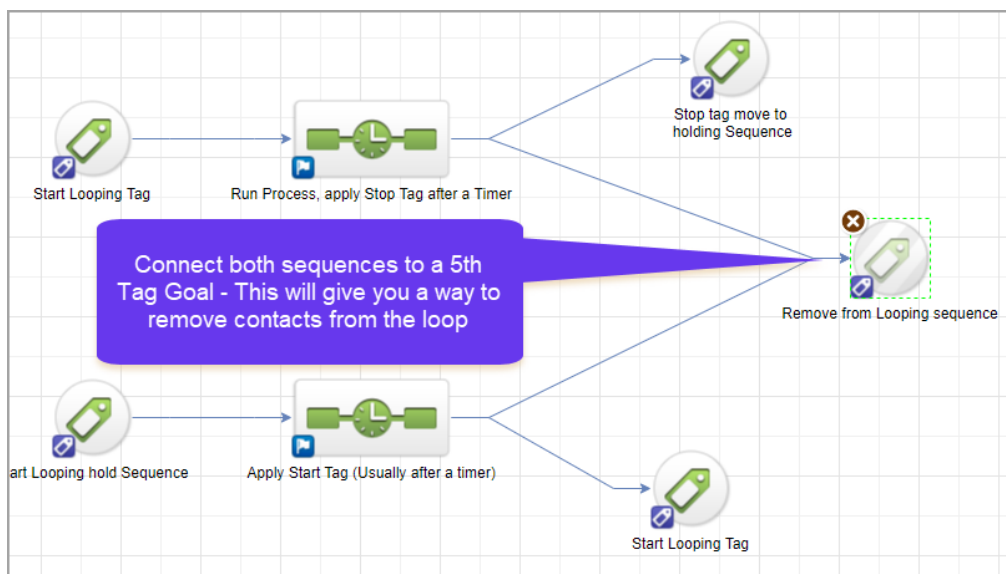 Stop tag move to
holding Sequence
Start Looping Tag
Run Process, apply Stop Tag after a Timer
Connect both sequences to a 5th
Tag Goal - This will give you a way to
remove contacts from the loop
Remove from Looping sequence
art Looping hold Sequence
Apply Start Tag (Usually after a timer)
Start Looping Tag